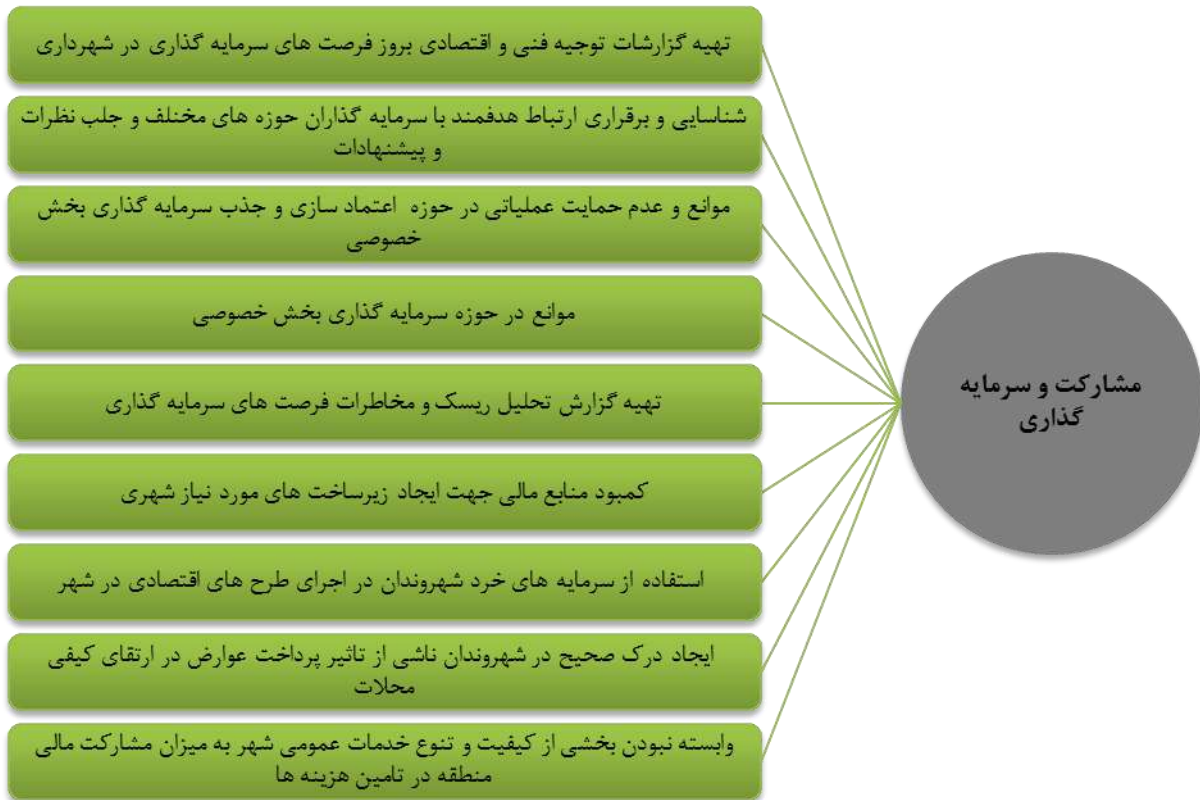 مشارکت و سرمایه
گذاری
تهیه گزارشات توجیه فنی و اقتصادی بروز فرصت های سرمایه گذاری در شهرداری
شناسایی و برقراری ارتباط هدفمند با سرمایه گذاران حوزه های مختلف و جلب نظرات
و پیشنهادات
موانع و عدم حمایت عملیاتی در حوزه اعتماد سازی و جذب سرمایه گذاری بخش
خصوصی
موانع در حوزه سرمایه گذاری بخش خصوصی
تهیه گزارش تحلیل ریسک و مخاطرات فرصت های سرمایه گذاری
کمبود منابع مالی جهت ایجاد زیرساخت های مورد نیاز شهری
استفاده از سرمایه های خرد شهروندان در اجرای طرح های اقتصادی در شهر
ایجاد درک صحیح در شهروندان ناشی از تاثیر پرداخت عوارض در ارتقای کیفی
محلات
وابسته نبودن بخشی از کیفیت و تنوع خدمات عمومی شهر به میزان مشارکت مالی
منطقه در تامین هزینه ها